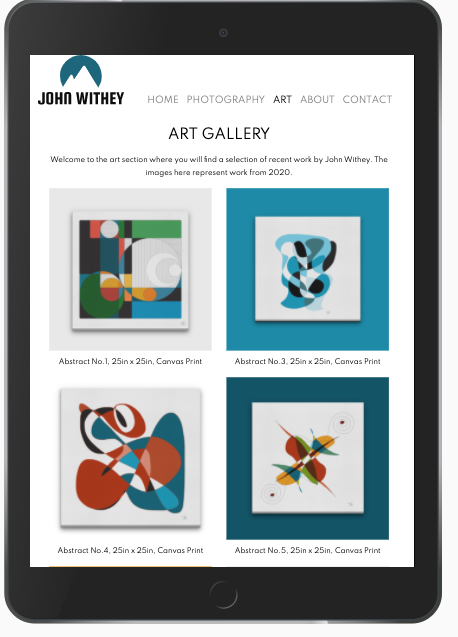 JOHN WITHEY
HOME PHOTOGRAPHY ART ABOUT CONTACT
ART GALLERY
Welcome to the art section where you will find a selection of recent work by John Withey. The
images here represent work from 2020.
Abstract No.1, 25in x 25in, Canvas Print
Abstract No.3, 25in x 25in, Canvas Print
Abstract No.4, 25in x 25in, Canvas Print
Abstract No.5, 25in x 25in, Canvas Print